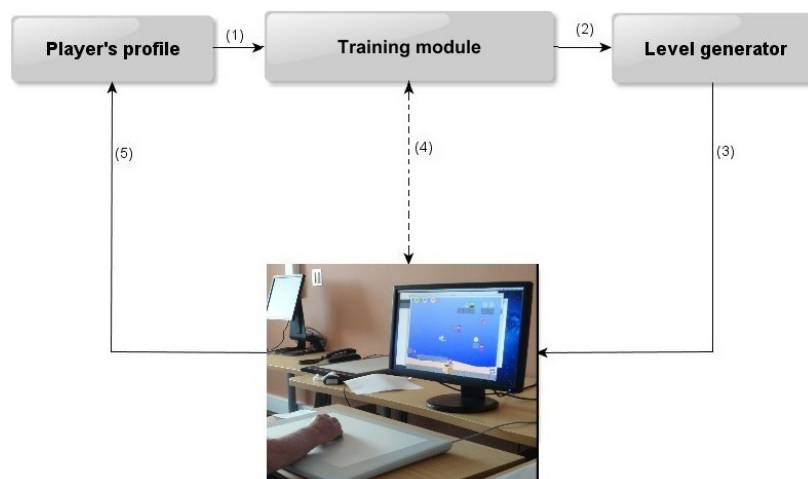 Player's profile
(1)
Training module
(2)
Level generator
(5)
(4)
(3)